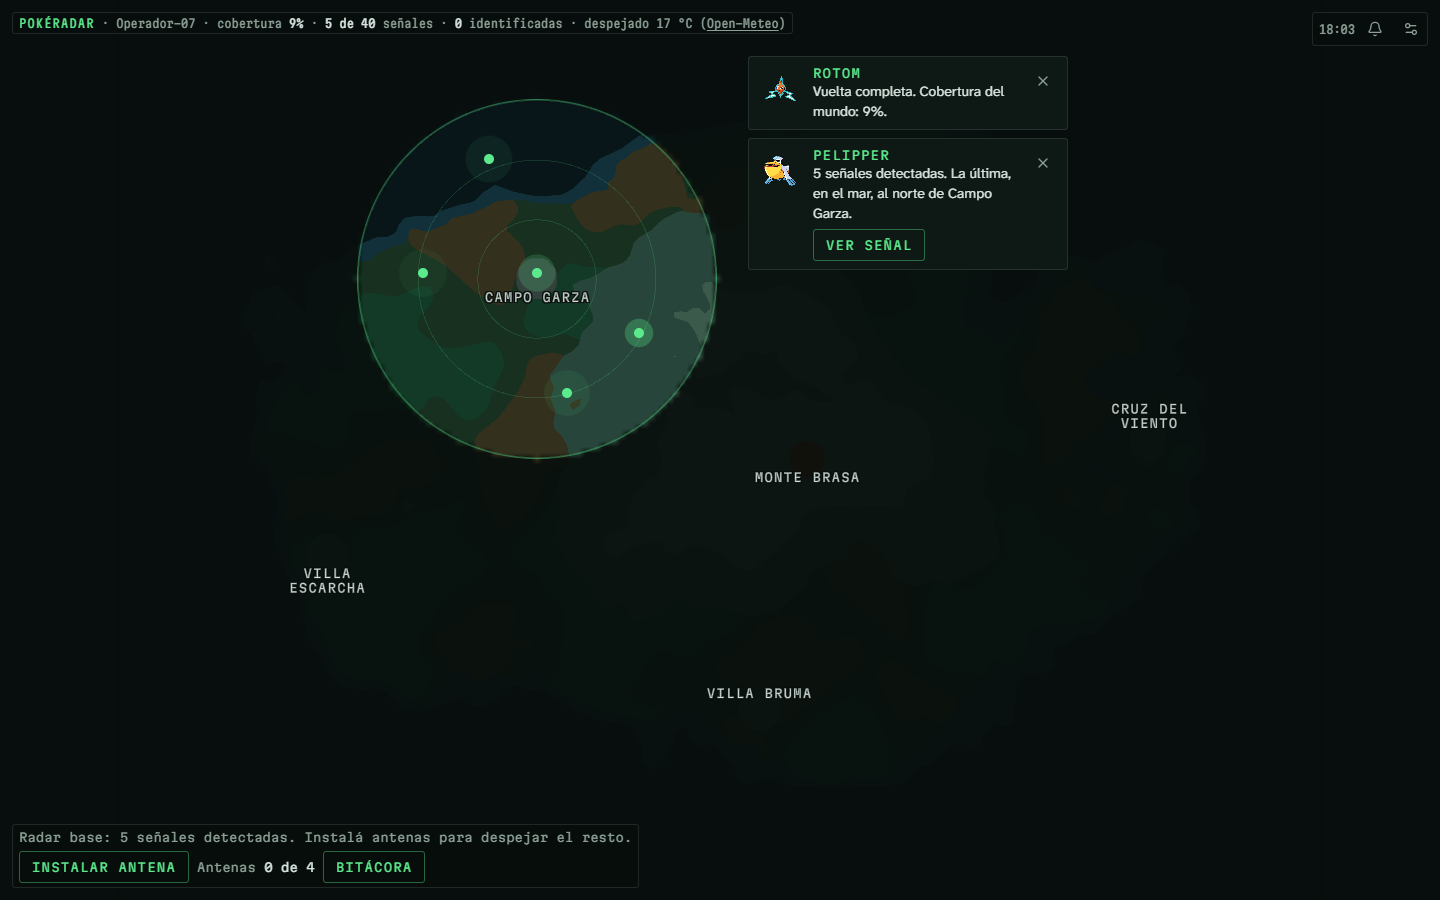 POKÉRADAR · Operador-07 · cobertura 9% · 5 de 40 señales · 0 identificadas · despejado 17 °C (Open-Meteo)
18:03
ROTOM
Vuelta completa. Cobertura del
mundo: 9%.
PELIPPER
5 señales detectadas. La última,
en el mar, al norte de Campo
Garza.
VER SEÑAL
CAMPO GARZA
CRUZ DEL
VIENTO
MONTE BRASA
VILLA
ESCARCHA
VILLA BRUMA
Radar base: 5 señales detectadas. Instalá antenas para despejar el resto.
INSTALAR ANTENA Antenas 0 de 4 BITÁCORA